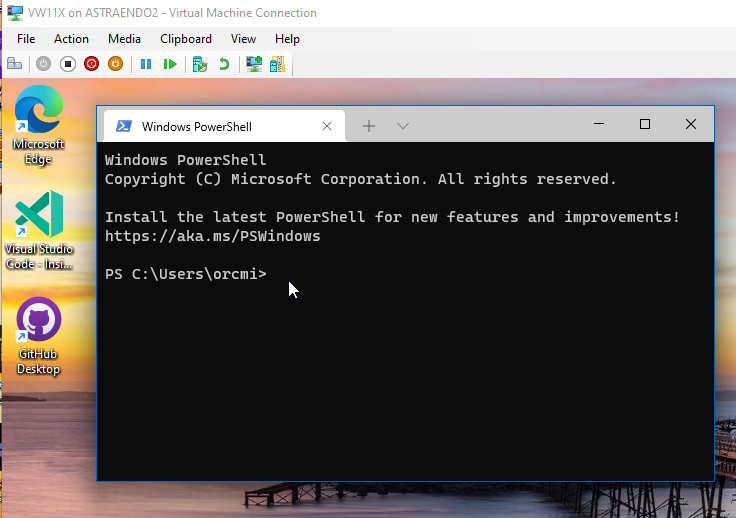 VW11X on ASTRAENDO2 - Virtual Machine Connection
File Action Media Clipboard View Help
Microsoft
Edge
Visual Studio
Code - Insi...
GitHub
Desktop
Windows PowerShell
Windows PowerShell
Copyright (C) Microsoft Corporation. All rights reserved.
Install the latest PowerShell for new features and improvements!
https://aka.ms/PSWindows
PS C:\Users\orcmi>